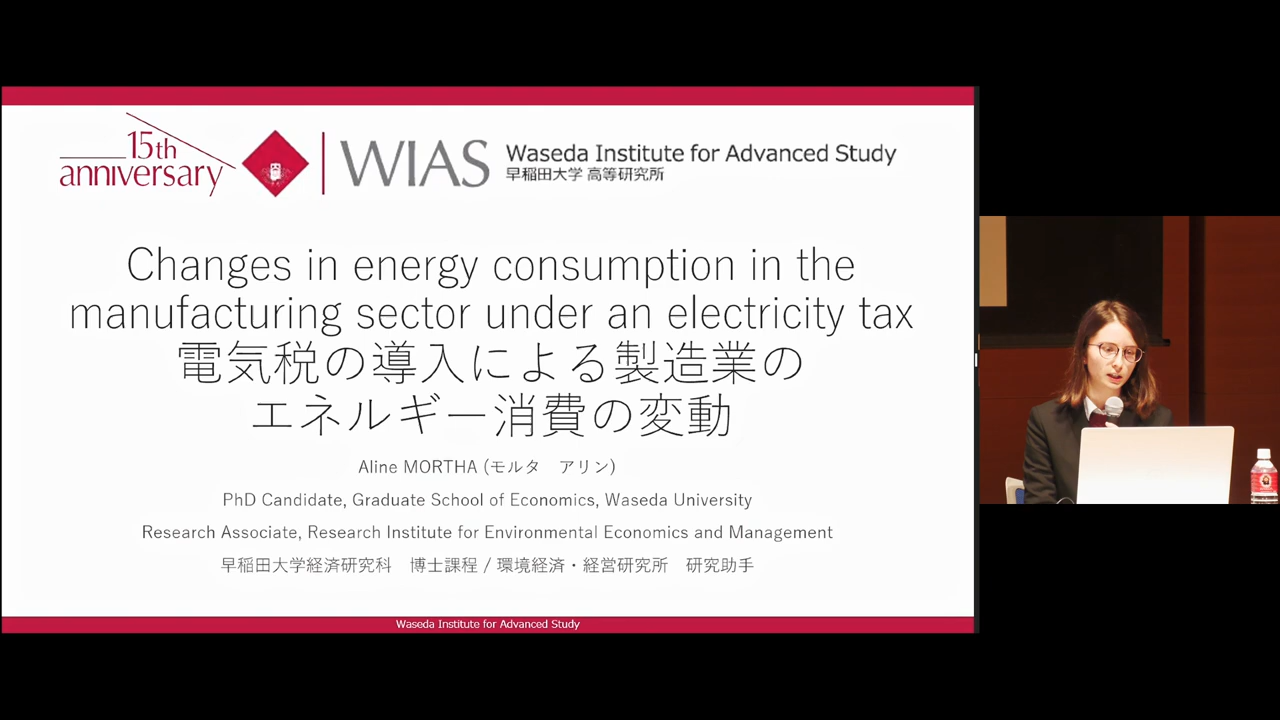 15th
anniversary
WIAS
Waseda Institute for Advanced Study
早稲田大学 高等研究所
Changes in energy consumption in the
manufacturing sector under an electricity tax
電気税の導入による製造業の
エネルギー消費の変動
Aline MORTHA (モルタ　アリン)
PhD Candidate, Graduate School of Economics, Waseda University
Research Associate, Research Institute for Environmental Economics and Management
早稲田大学経済研究科　博士課程 / 環境経済・経営研究所　研究助手
Waseda Institute for Advanced Study